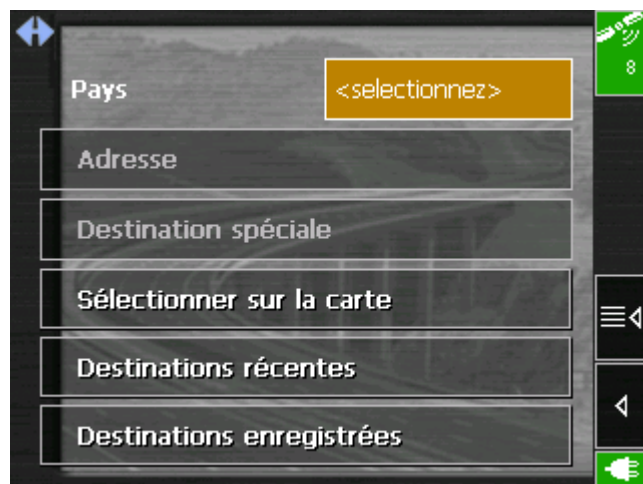 8
Pays <selectionnez>
Adresse
Destination spéciale
Sélectionner sur la carte
Destinations récentes
Destinations enregistrées